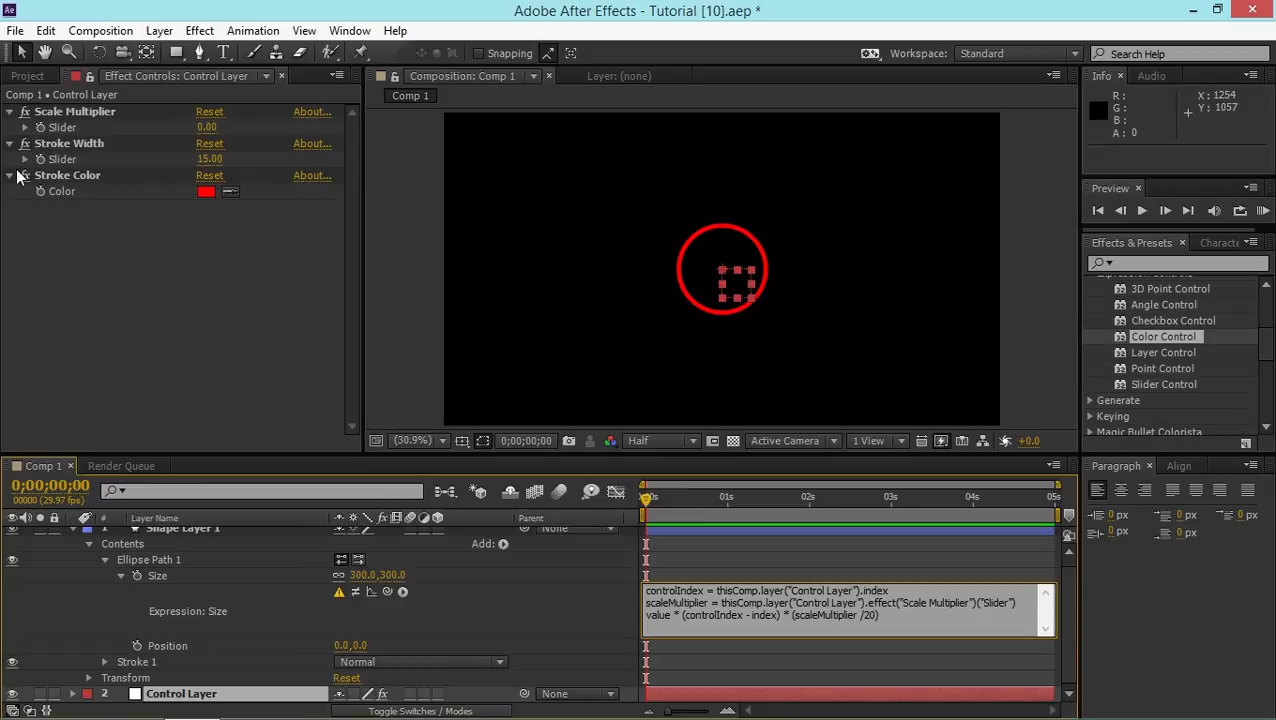 Ae
Adobe After Effects - Tutorial [10].aep *
File Edit Composition Layer Effect Animation View Window Help
Snapping
Workspace: Standard
Search Help
Project
Effect Controls: Control Layer
Comp 1 • Control Layer
Scale Multiplier Reset About...
Slider 0.00
Stroke Width Reset About...
Slider 15.00
Stroke Color Reset About...
Color
Composition: Comp 1
Layer: (none)
Comp 1
(30.9%) 0;00;00;00 Half Active Camera 1 View +0.0
Info Audio
R: X: 1254
G: Y: 1057
B:
A: 0
Preview
Effects & Presets
3D Point Control
Angle Control
Checkbox Control
Color Control
Layer Control
Point Control
Slider Control
Generate
Keying
Magic Bullet Colorista
Comp 1 Render Queue
0;00;00;00
00000 (29.97 fps)
# Layer Name Parent
01s 02s 03s 04s 05s
Shape Layer 1 None
Contents Add:
Ellipse Path 1
Size 300.0,300.0
Expression: Size
controlIndex = thisComp.layer("Control Layer").index
scaleMultiplier = thisComp.layer("Control Layer").effect("Scale Multiplier")("Slider")
value * (controlIndex - index) * (scaleMultiplier /20)
Position 0.0,0.0
Stroke 1 Normal
Transform Reset
2 Control Layer None
Toggle Switches / Modes
Paragraph Align
0 px 0 px 0 px
0 px 0 px